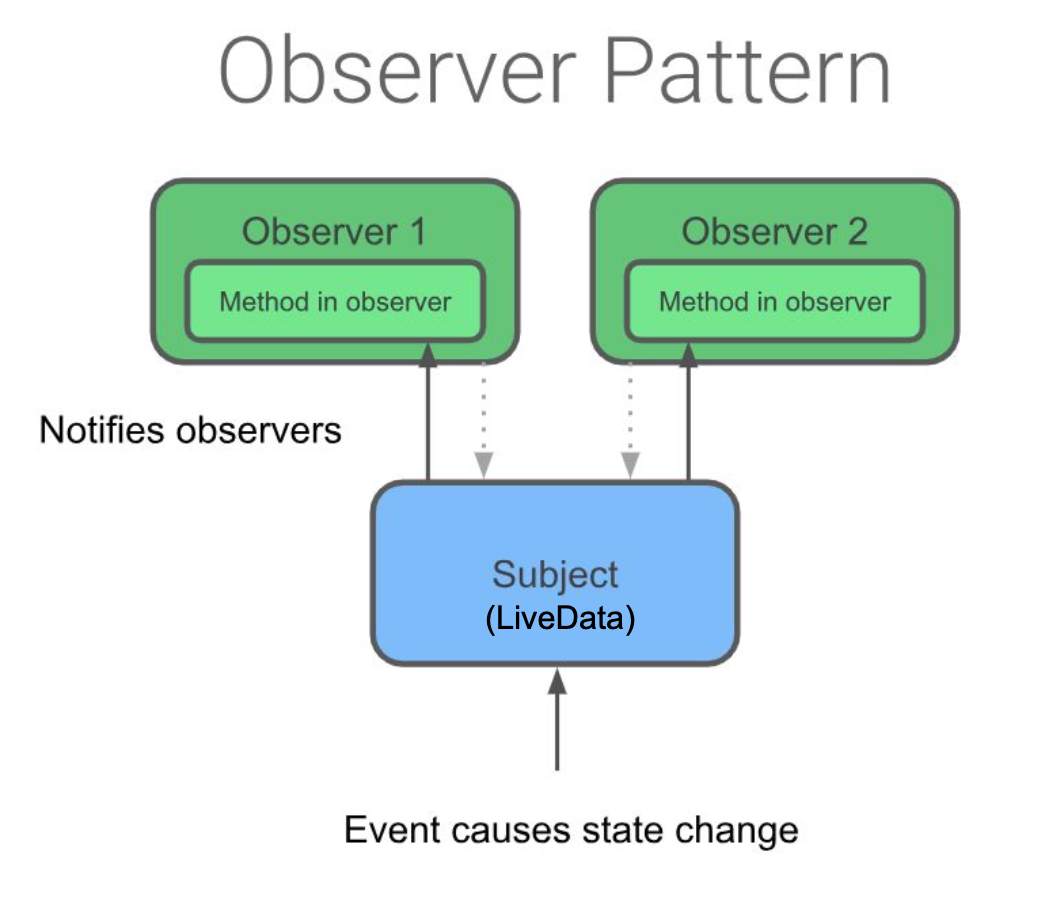 Observer Pattern
Observer 1
Observer 2
Method in observer
Method in observer
Notifies observers
Subject
(LiveData)
Event causes state change